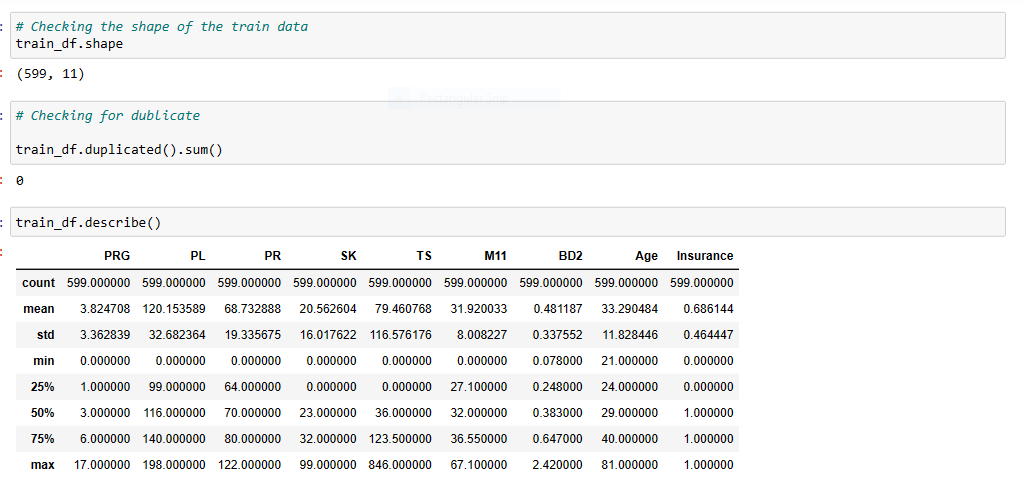 # Checking the shape of the train data
train_df.shape
(599, 11)
# Checking for dublicate
train_df.duplicated().sum()
0
train_df.describe()
PRG PL PR SK TS M11 BD2 Age Insurance
count 599.000000 599.000000 599.000000 599.000000 599.000000 599.000000 599.000000 599.000000 599.000000
mean 3.824708 120.153589 68.732888 20.562604 79.460768 31.920033 0.481187 33.290484 0.686144
std 3.362839 32.682364 19.335675 16.017622 116.576176 8.008227 0.337552 11.828446 0.464447
min 0.000000 0.000000 0.000000 0.000000 0.000000 0.000000 0.078000 21.000000 0.000000
25% 1.000000 99.000000 64.000000 0.000000 0.000000 27.100000 0.248000 24.000000 0.000000
50% 3.000000 116.000000 70.000000 23.000000 36.000000 32.000000 0.383000 29.000000 1.000000
75% 6.000000 140.000000 80.000000 32.000000 123.500000 36.550000 0.647000 40.000000 1.000000
max 17.000000 198.000000 122.000000 99.000000 846.000000 67.100000 2.420000 81.000000 1.000000